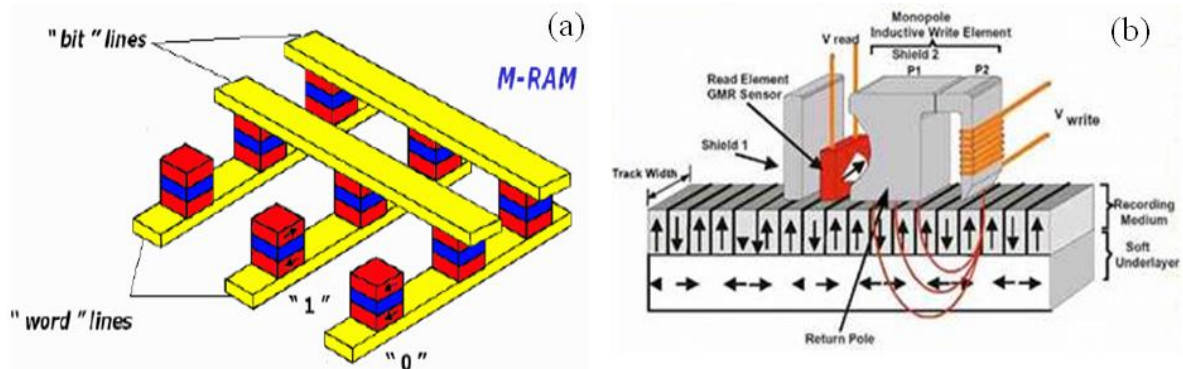 "bit" lines
(a)
M-RAM
"word" lines
"1"
"0"
(b)
Monopole
Inductive Write Element
Shield 2
V read
P1
P2
Read Element
GMR Sensor
V write
Shield 1
Track Width
Recording
Medium
Soft
Underlayer
Return Pole